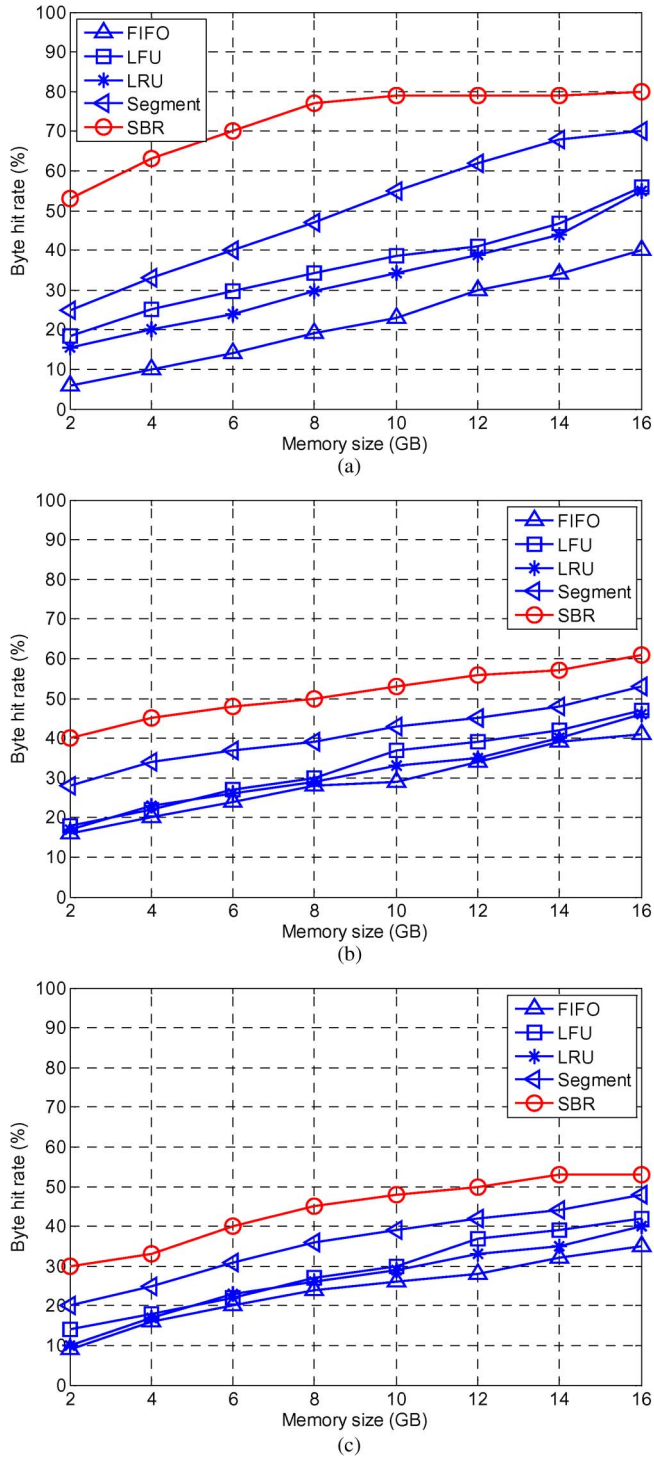 100
90
80
70
60
50
40
30
20
10
0
Byte hit rate (%)
FIFO
LFU
LRU
Segment
SBR
2 4 6 8 10 12 14 16
Memory size (GB)
(a)
100
90
80
70
60
50
40
30
20
10
0
Byte hit rate (%)
FIFO
LFU
LRU
Segment
SBR
2 4 6 8 10 12 14 16
Memory size (GB)
(b)
100
90
80
70
60
50
40
30
20
10
0
Byte hit rate (%)
FIFO
LFU
LRU
Segment
SBR
2 4 6 8 10 12 14 16
Memory size (GB)
(c)